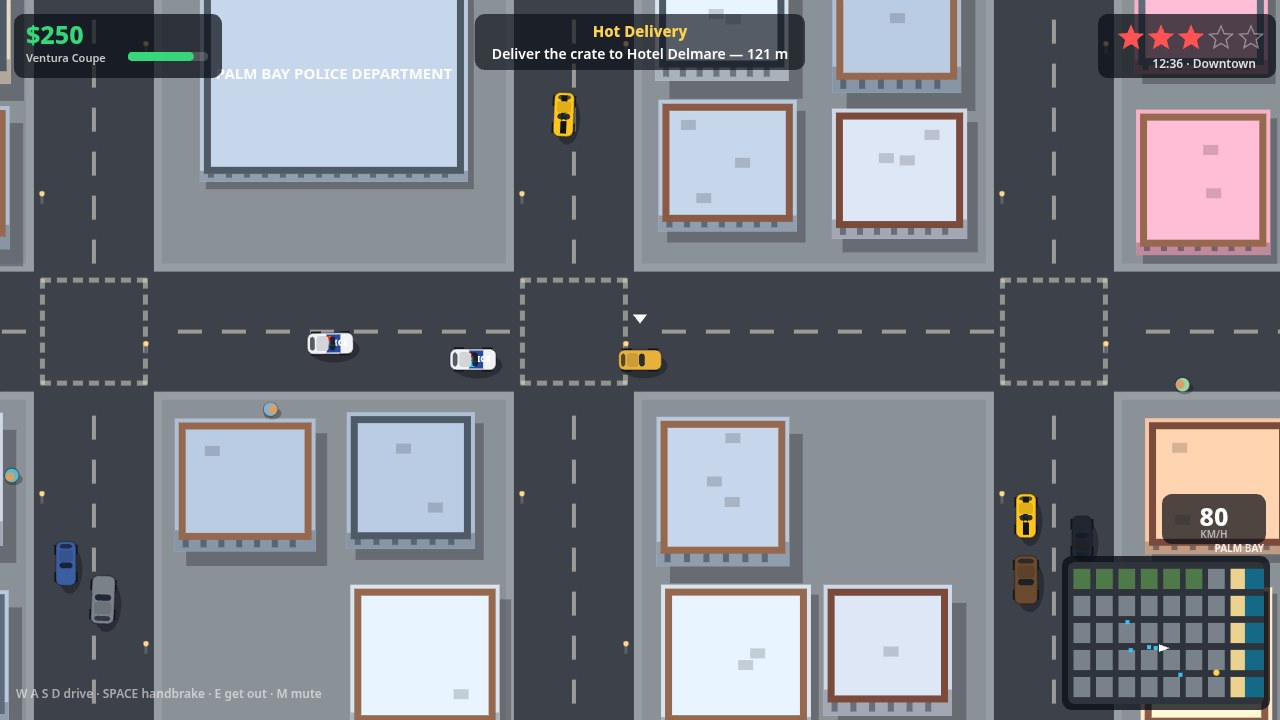 $250
Ventura Coupe
Hot Delivery
Deliver the crate to Hotel Delmare — 121 m
12:36 · Downtown
PALM BAY POLICE DEPARTMENT
80
KM/H
PALM BAY
W A S D drive · SPACE handbrake · E get out · M mute